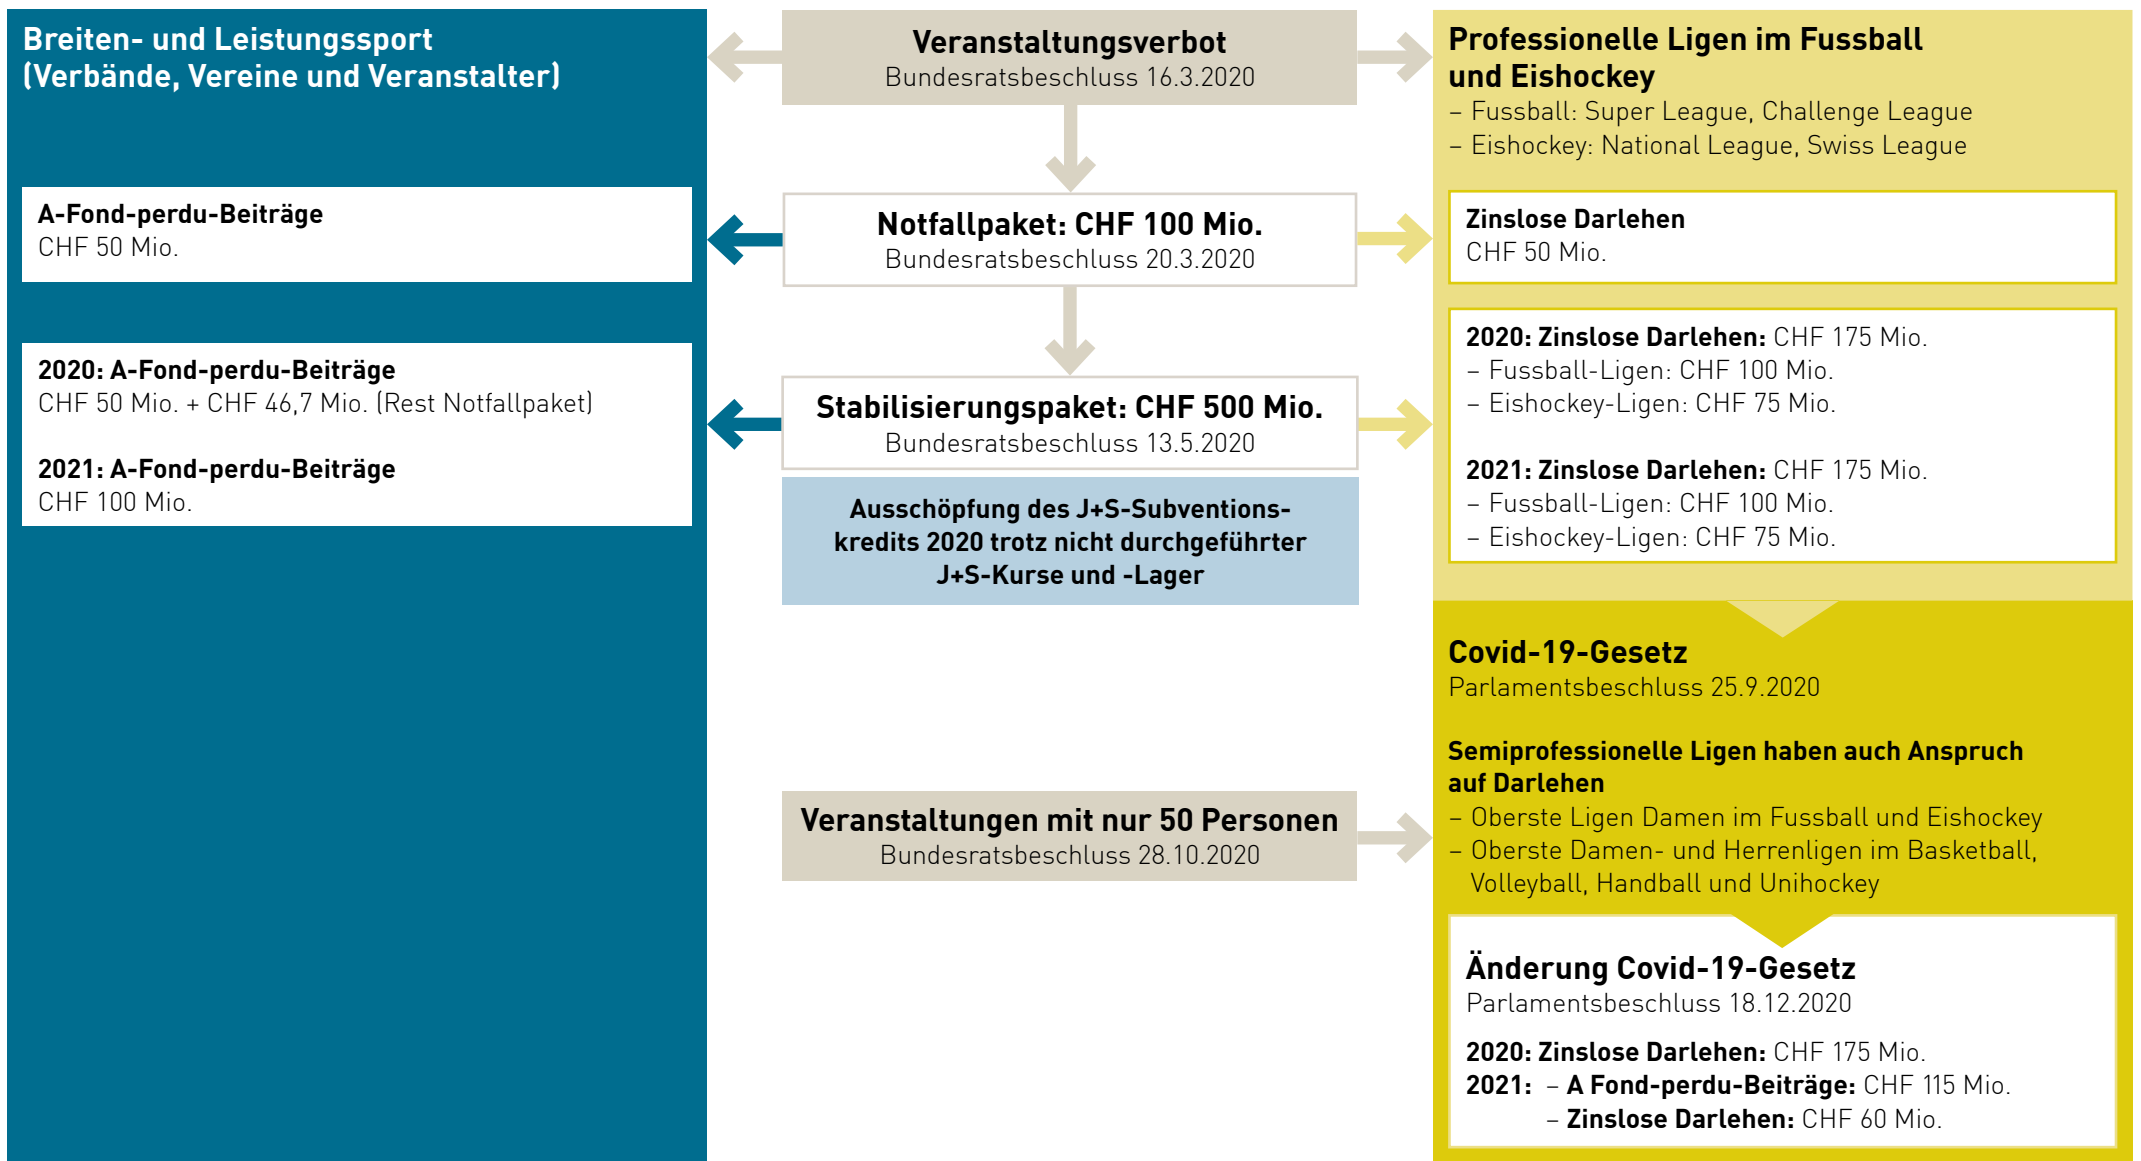 Breiten- und Leistungssport
(Verbände, Vereine und Veranstalter)
A-Fond-perdu-Beiträge
CHF 50 Mio.
2020: A-Fond-perdu-Beiträge
CHF 50 Mio. + CHF 46,7 Mio. (Rest Notfallpaket)
2021: A-Fond-perdu-Beiträge
CHF 100 Mio.
Veranstaltungsverbot
Bundesratsbeschluss 16.3.2020
Notfallpaket: CHF 100 Mio.
Bundesratsbeschluss 20.3.2020
Stabilisierungspaket: CHF 500 Mio.
Bundesratsbeschluss 13.5.2020
Ausschöpfung des J+S-Subventions-
kredits 2020 trotz nicht durchgeführter
J+S-Kurse und -Lager
Veranstaltungen mit nur 50 Personen
Bundesratsbeschluss 28.10.2020
Professionelle Ligen im Fussball
und Eishockey
– Fussball: Super League, Challenge League
– Eishockey: National League, Swiss League
Zinslose Darlehen
CHF 50 Mio.
2020: Zinslose Darlehen: CHF 175 Mio.
– Fussball-Ligen: CHF 100 Mio.
– Eishockey-Ligen: CHF 75 Mio.
2021: Zinslose Darlehen: CHF 175 Mio.
– Fussball-Ligen: CHF 100 Mio.
– Eishockey-Ligen: CHF 75 Mio.
Covid-19-Gesetz
Parlamentsbeschluss 25.9.2020
Semiprofessionelle Ligen haben auch Anspruch
auf Darlehen
– Oberste Ligen Damen im Fussball und Eishockey
– Oberste Damen- und Herrenligen im Basketball,
Volleyball, Handball und Unihockey
Änderung Covid-19-Gesetz
Parlamentsbeschluss 18.12.2020
2020: Zinslose Darlehen: CHF 175 Mio.
2021: – A Fond-perdu-Beiträge: CHF 115 Mio.
– Zinslose Darlehen: CHF 60 Mio.